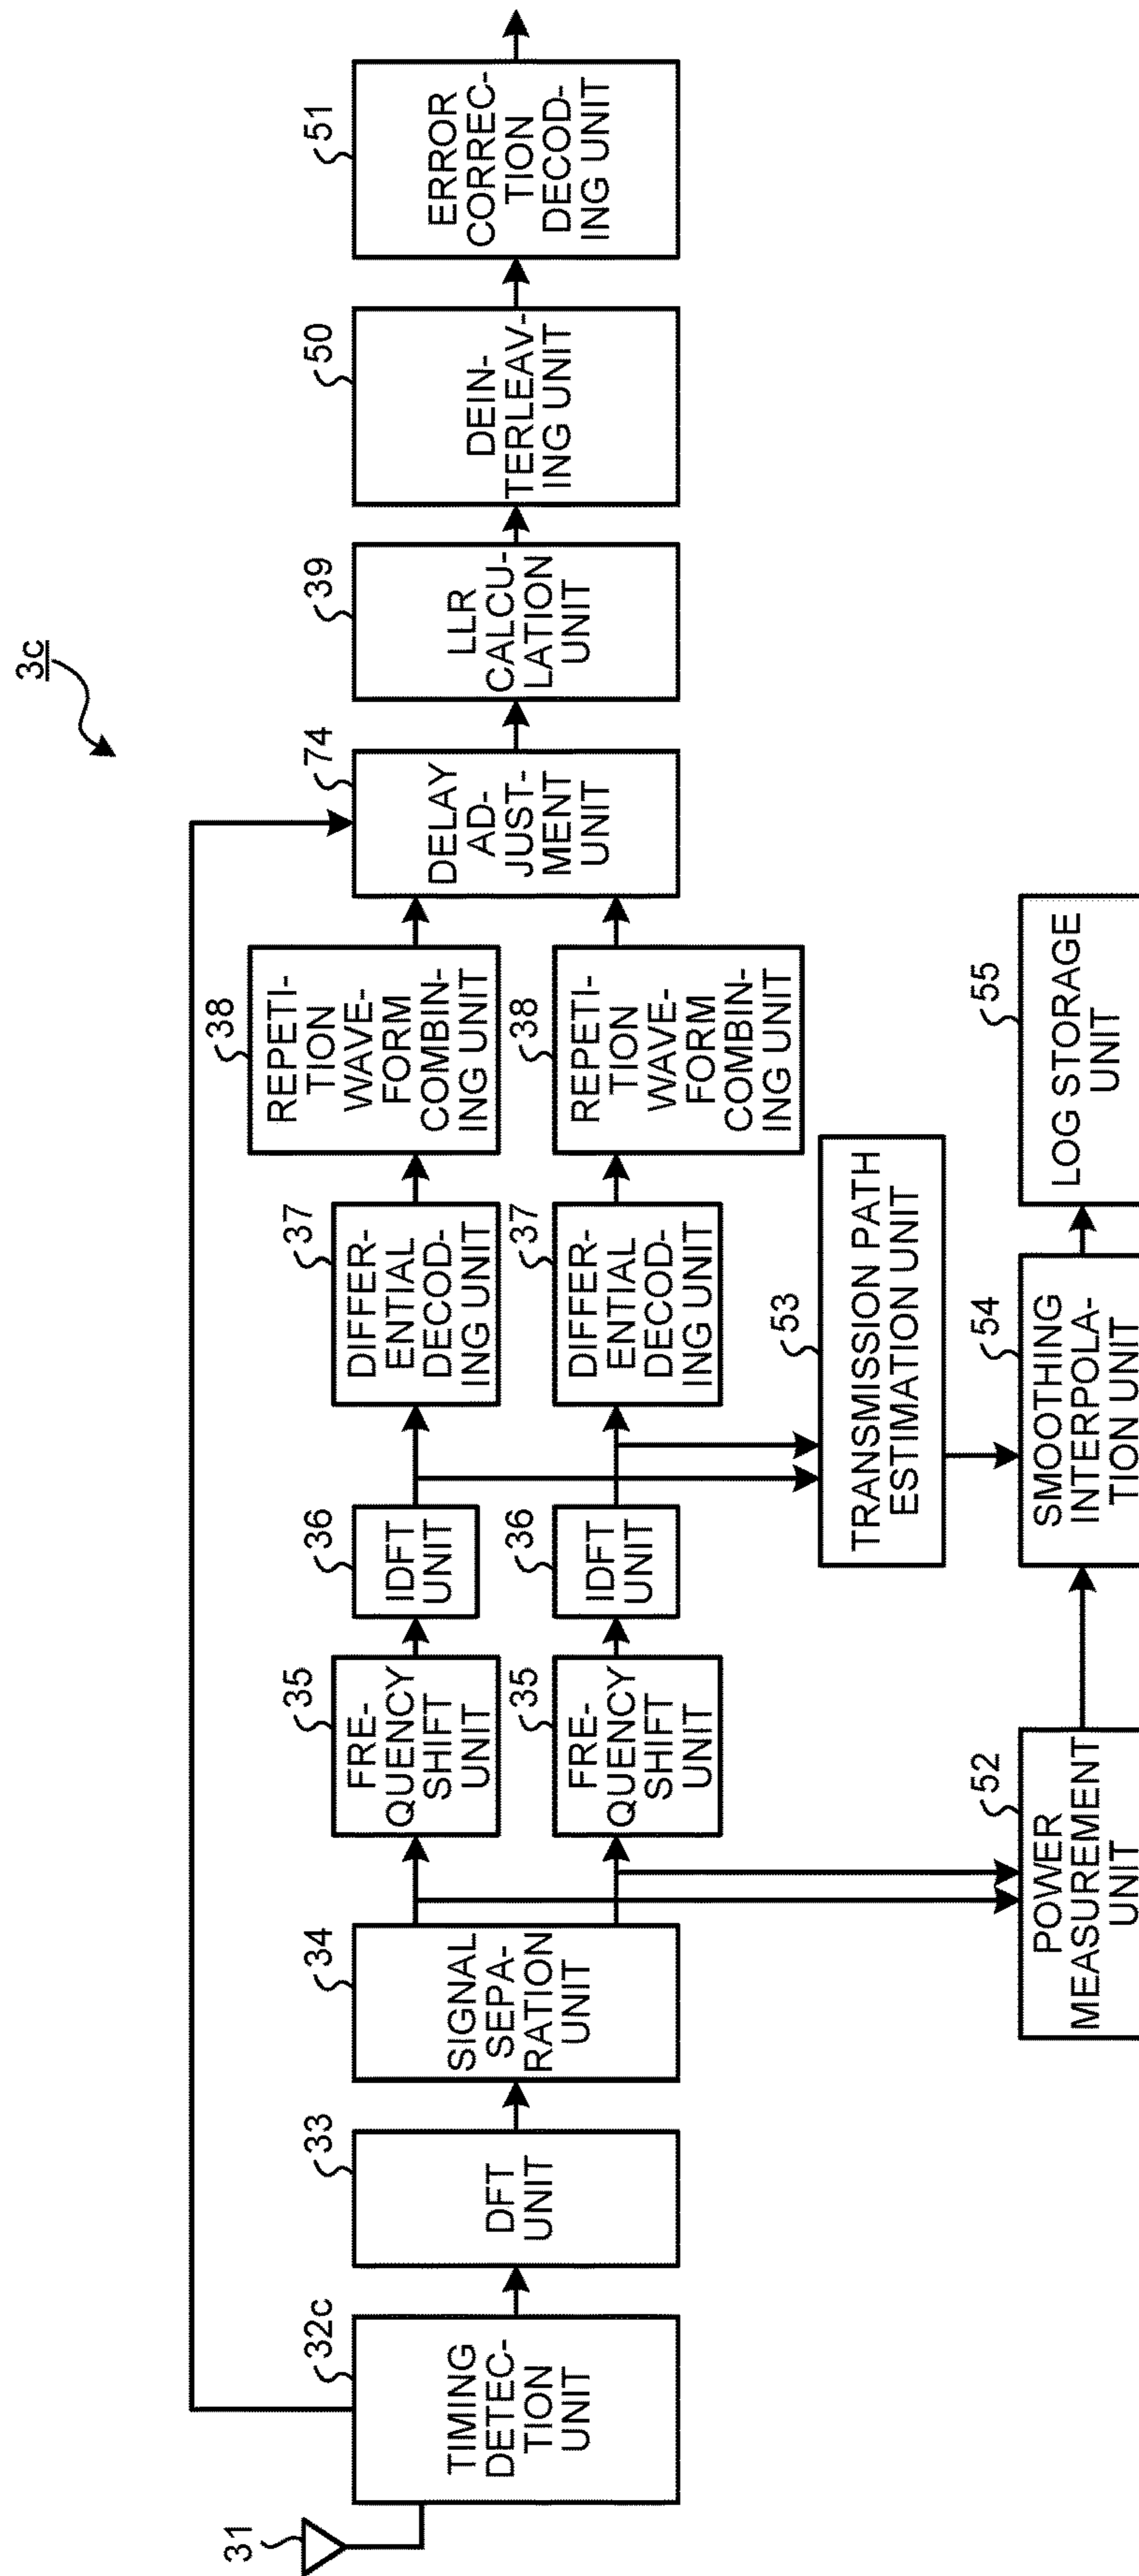 3c
31
32c
TIMING
DETEC-
TION
UNIT
33
DFT
UNIT
34
SIGNAL
SEPA-
RATION
UNIT
35
FRE-
QUENCY
SHIFT
UNIT
36
IDFT
UNIT
37
DIFFER-
ENTIAL
DECOD-
ING UNIT
38
REPETI-
TION
WAVE-
FORM
COMBIN-
ING UNIT
35
FRE-
QUENCY
SHIFT
UNIT
36
IDFT
UNIT
37
DIFFER-
ENTIAL
DECOD-
ING UNIT
38
REPETI-
TION
WAVE-
FORM
COMBIN-
ING UNIT
74
DELAY
AD-
JUST-
MENT
UNIT
39
LLR
CALCU-
LATION
UNIT
50
DEIN-
TERLEAV-
ING UNIT
51
ERROR
CORREC-
TION
DECOD-
ING UNIT
53
TRANSMISSION PATH
ESTIMATION UNIT
52
POWER
MEASUREMENT
UNIT
54
SMOOTHING
INTERPOLA-
TION UNIT
55
LOG STORAGE
UNIT